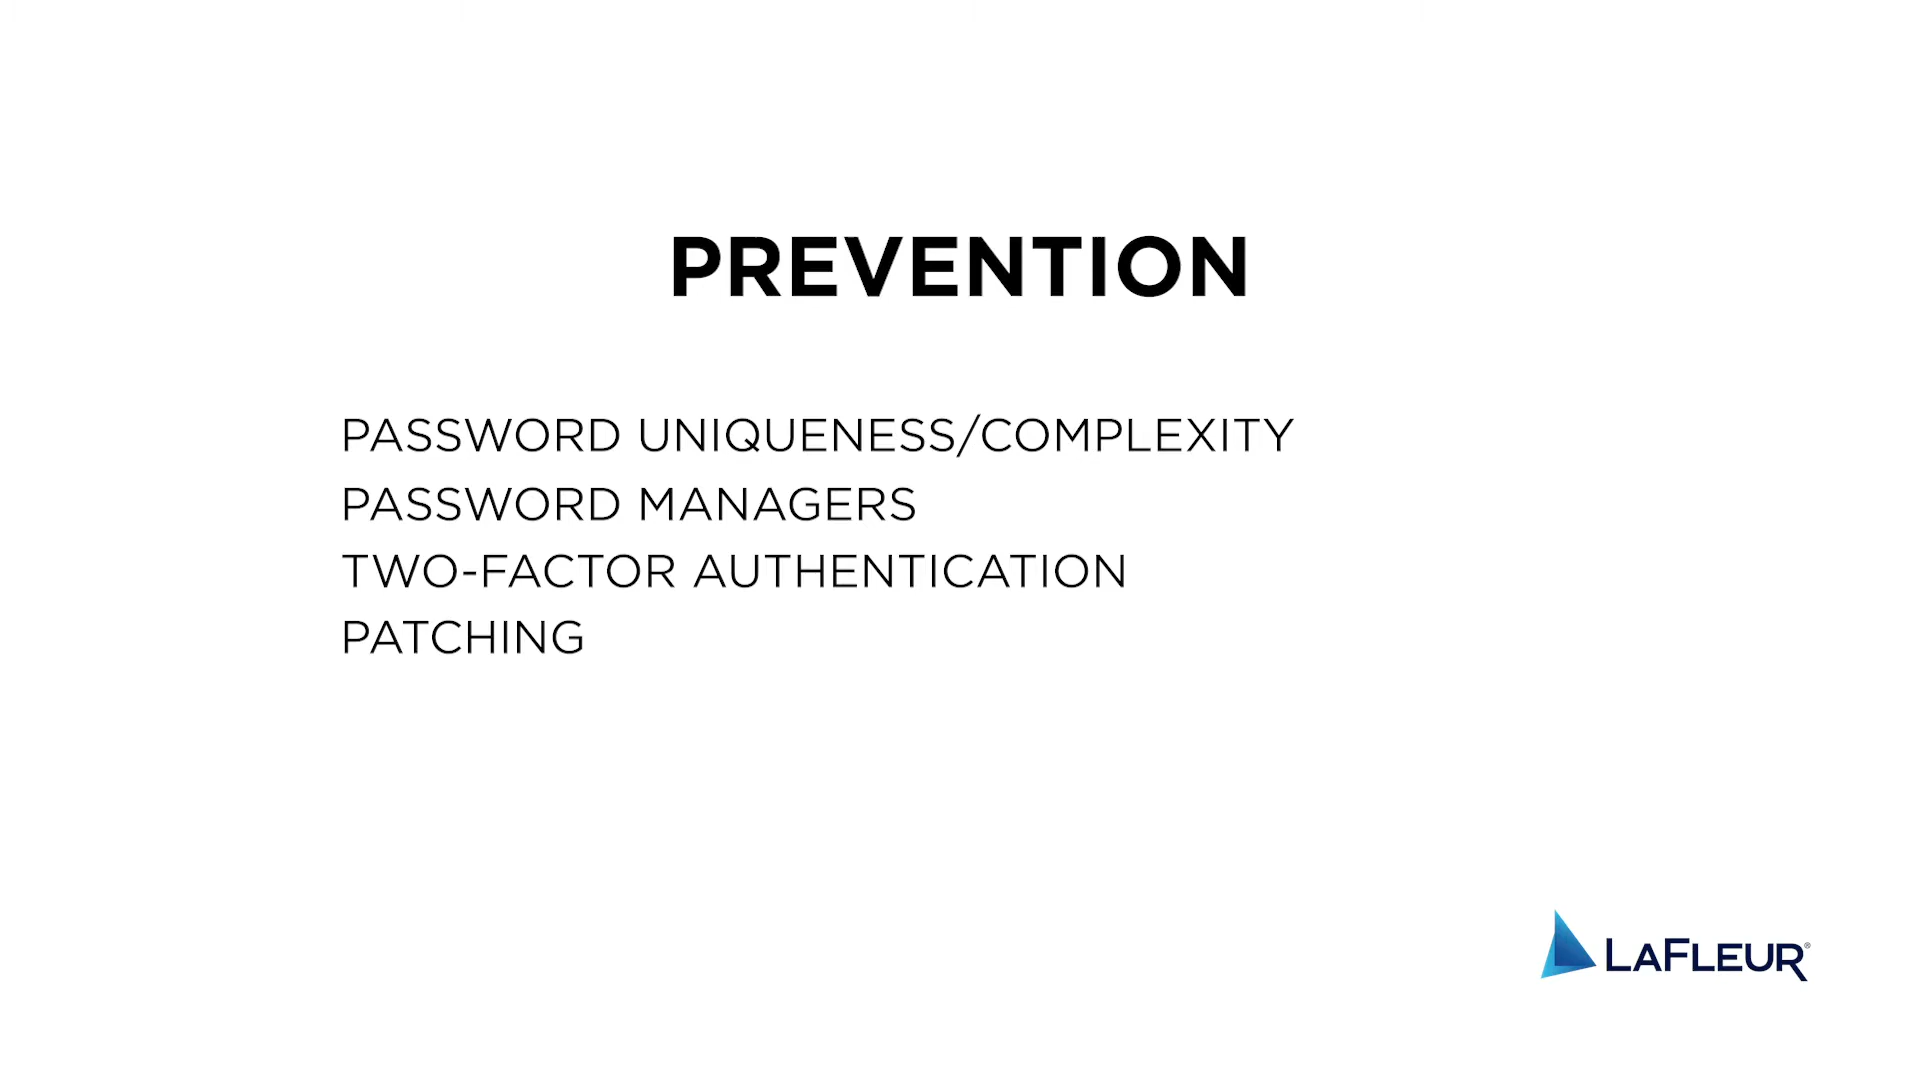 PREVENTION
PASSWORD UNIQUENESS/COMPLEXITY
PASSWORD MANAGERS
TWO-FACTOR AUTHENTICATION
PATCHING
LAFLEUR®